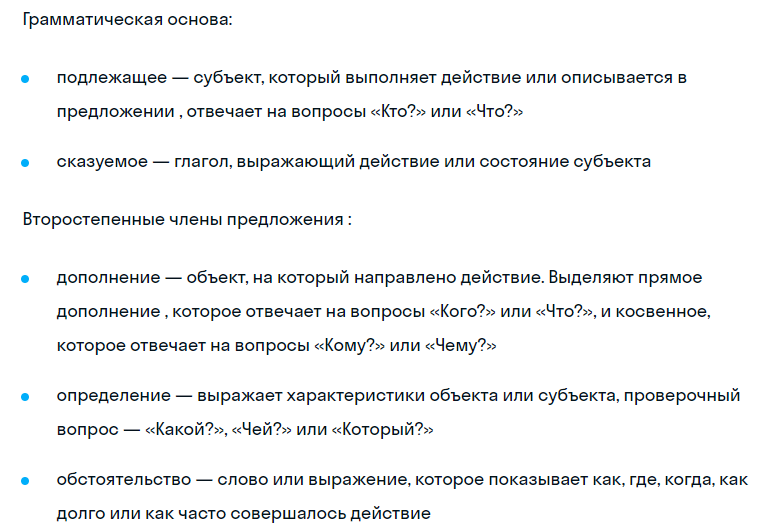 Грамматическая основа:
подлежащее — субъект, который выполняет действие или описывается в
предложении , отвечает на вопросы «Кто?» или «Что?»
сказуемое — глагол, выражающий действие или состояние субъекта
Второстепенные члены предложения :
дополнение — объект, на который направлено действие. Выделяют прямое
дополнение , которое отвечает на вопросы «Кого?» или «Что?», и косвенное,
которое отвечает на вопросы «Кому?» или «Чему?»
определение — выражает характеристики объекта или субъекта, проверочный
вопрос — «Какой?», «Чей?» или «Который?»
обстоятельство — слово или выражение, которое показывает как, где, когда, как
долго или как часто совершалось действие